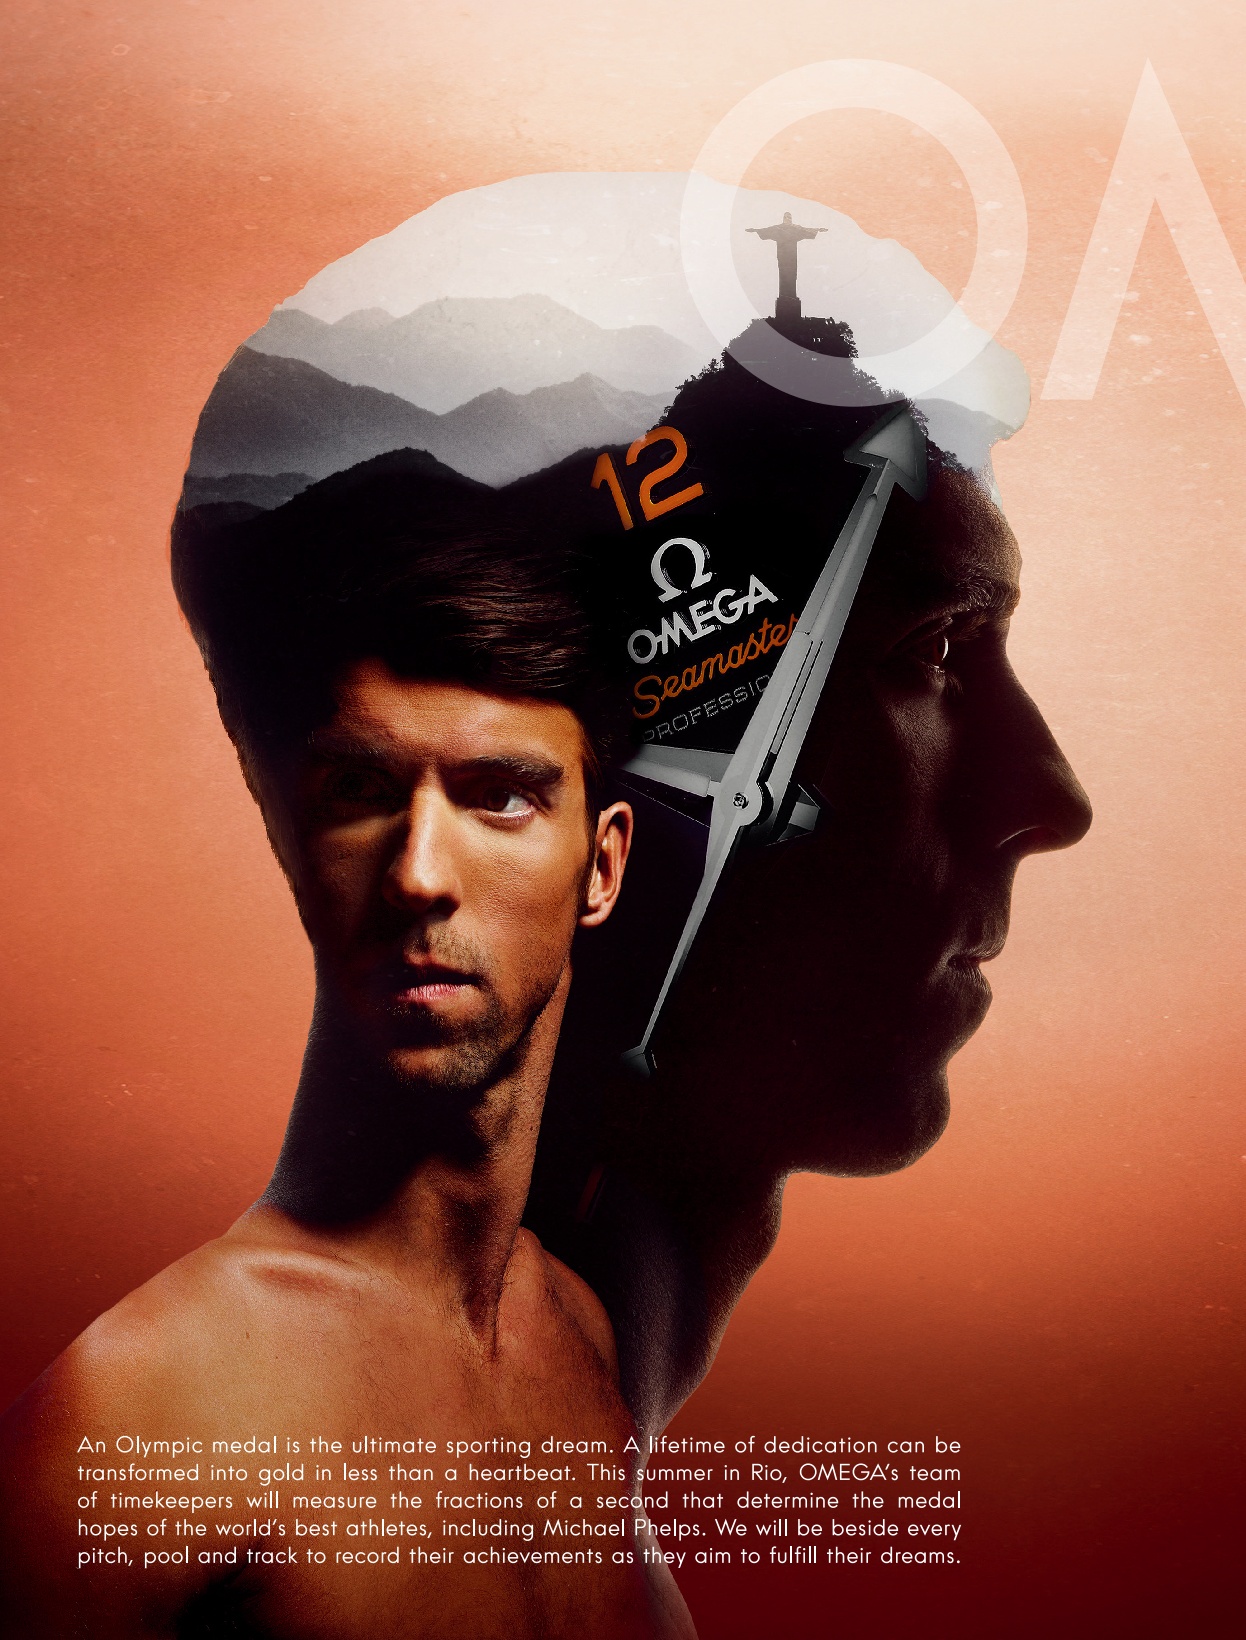 OM
12
Ω
OMEGA
Seamaster
PROFESSIO
An Olympic medal is the ultimate sporting dream. A lifetime of dedication can be
transformed into gold in less than a heartbeat. This summer in Rio, OMEGA’s team
of timekeepers will measure the fractions of a second that determine the medal
hopes of the world’s best athletes, including Michael Phelps. We will be beside every
pitch, pool and track to record their achievements as they aim to fulfill their dreams.